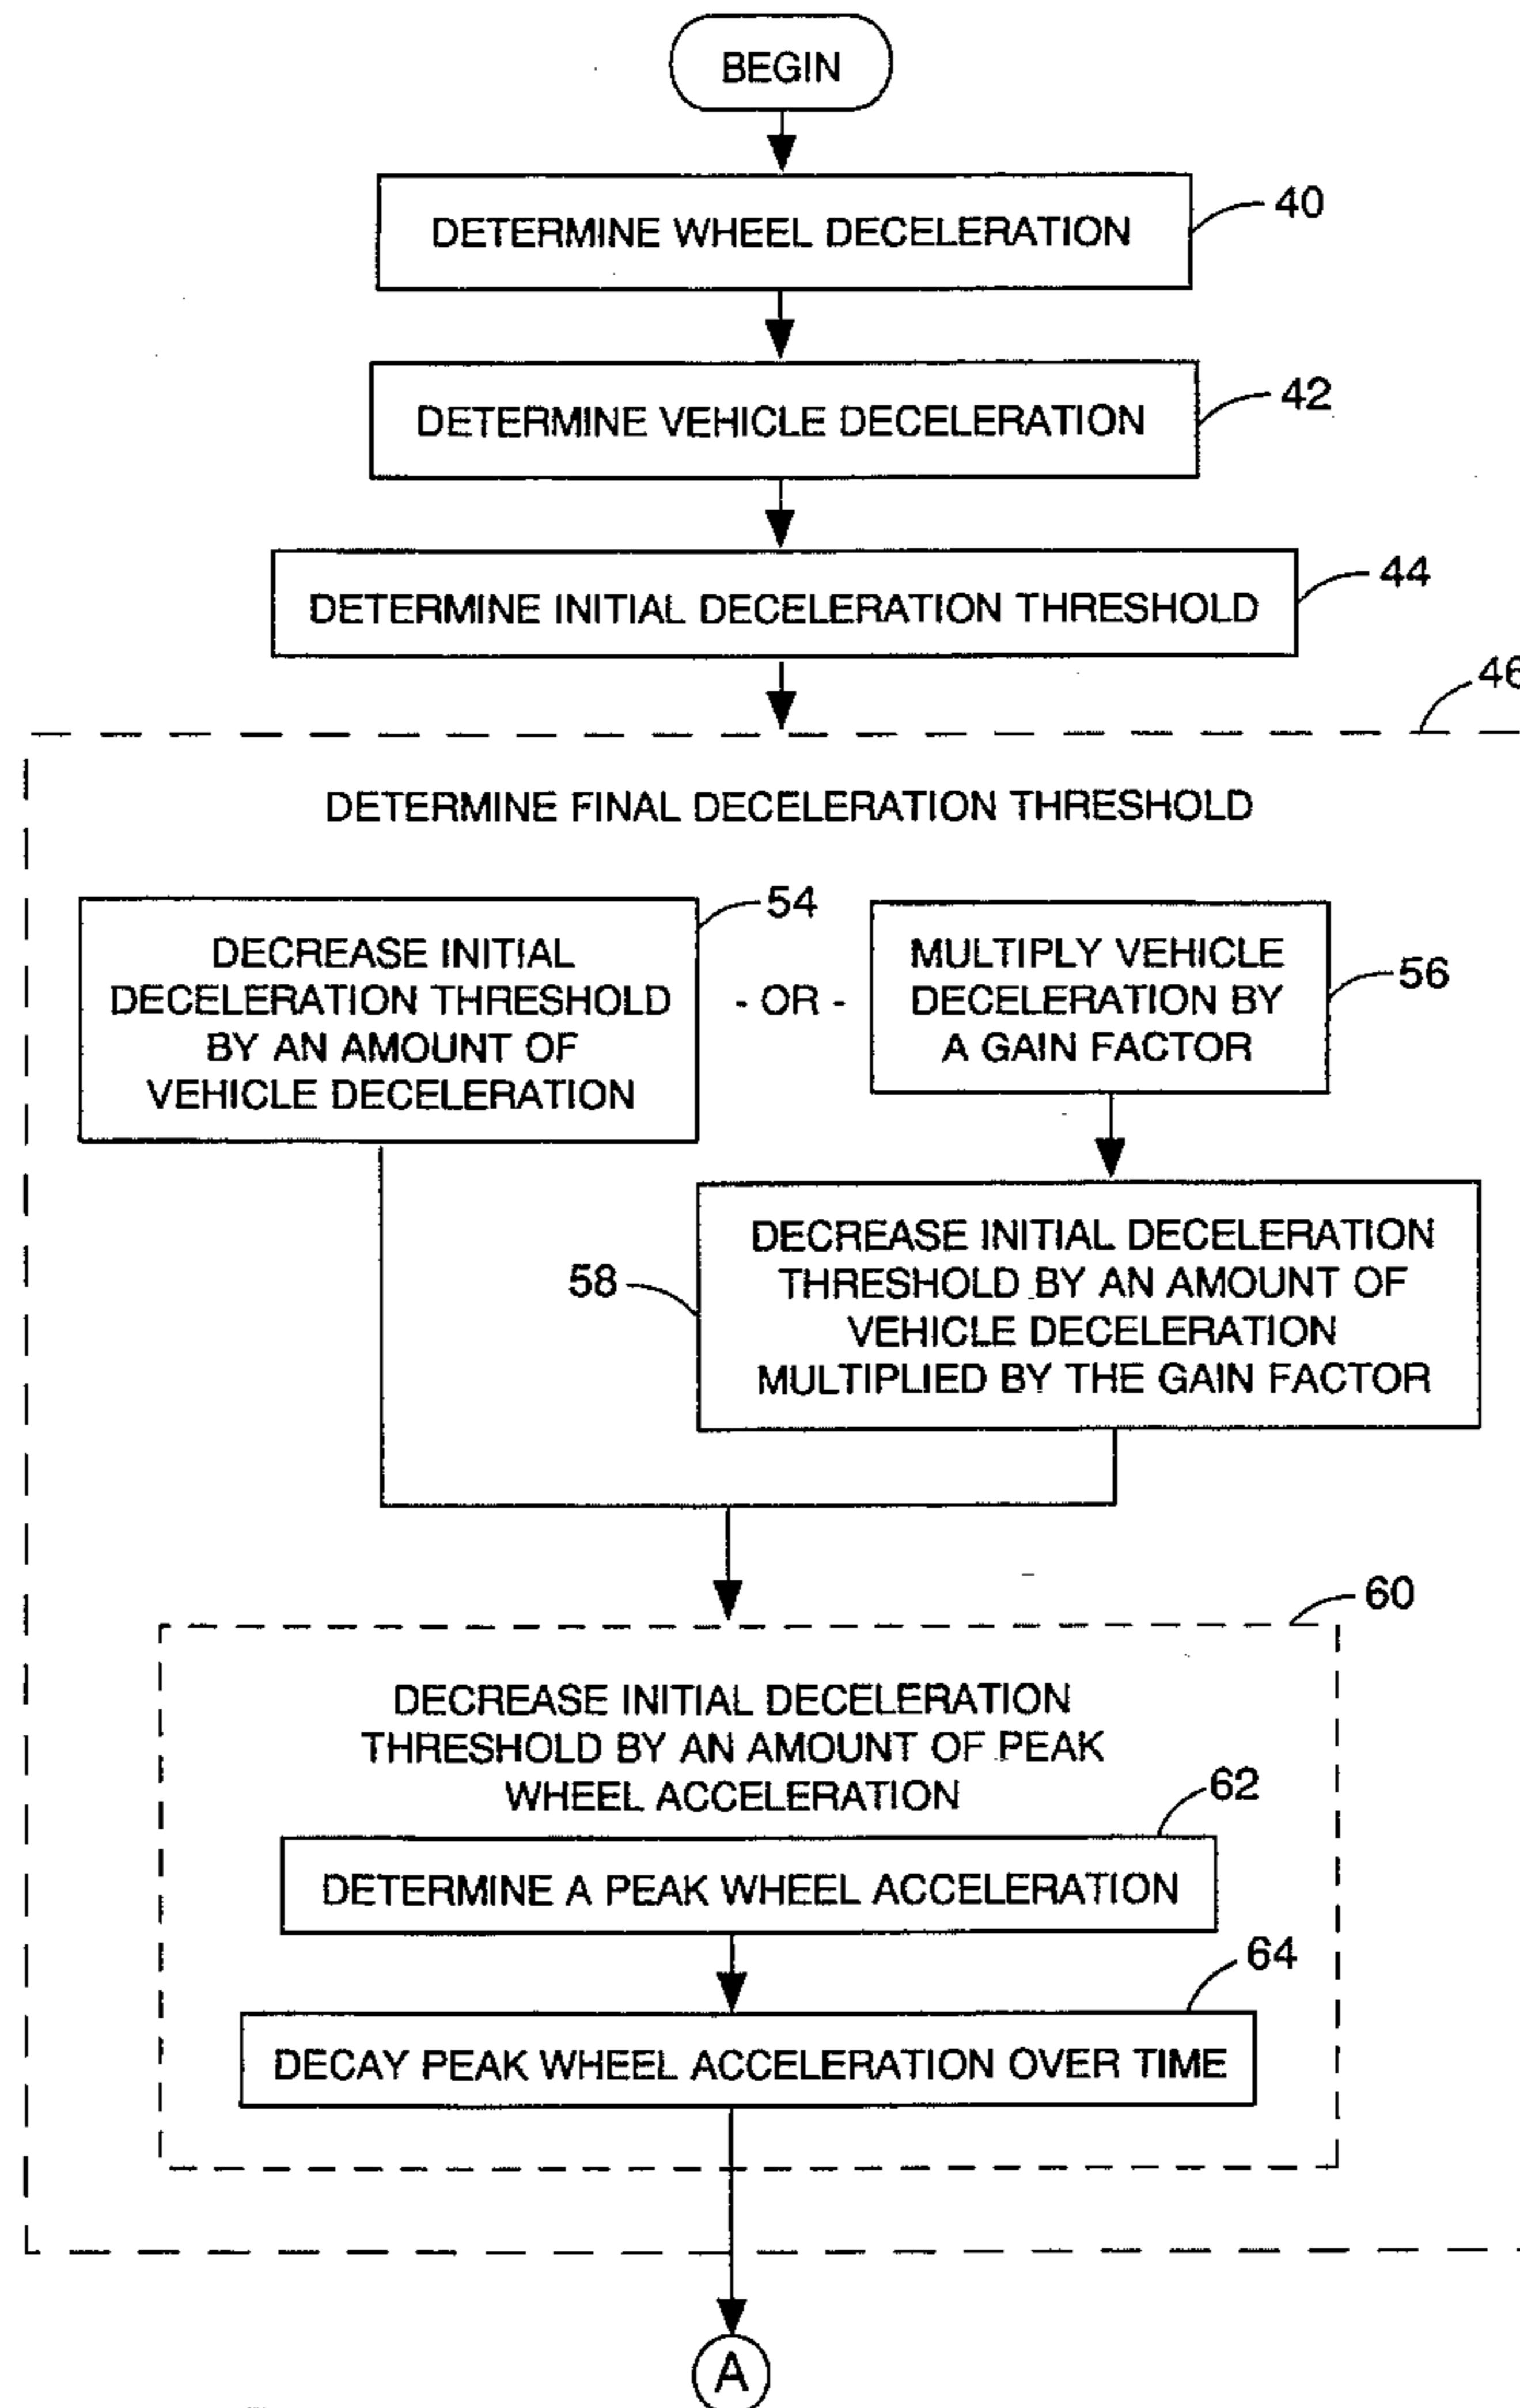 BEGIN
DETERMINE WHEEL DECELERATION
40
DETERMINE VEHICLE DECELERATION
42
DETERMINE INITIAL DECELERATION THRESHOLD
44
46
DETERMINE FINAL DECELERATION THRESHOLD
54
DECREASE INITIAL
DECELERATION THRESHOLD
BY AN AMOUNT OF
VEHICLE DECELERATION
- OR -
MULTIPLY VEHICLE
DECELERATION BY
A GAIN FACTOR
56
58
DECREASE INITIAL DECELERATION
THRESHOLD BY AN AMOUNT OF
VEHICLE DECELERATION
MULTIPLIED BY THE GAIN FACTOR
60
DECREASE INITIAL DECELERATION
THRESHOLD BY AN AMOUNT OF PEAK
WHEEL ACCELERATION
62
DETERMINE A PEAK WHEEL ACCELERATION
64
DECAY PEAK WHEEL ACCELERATION OVER TIME
A